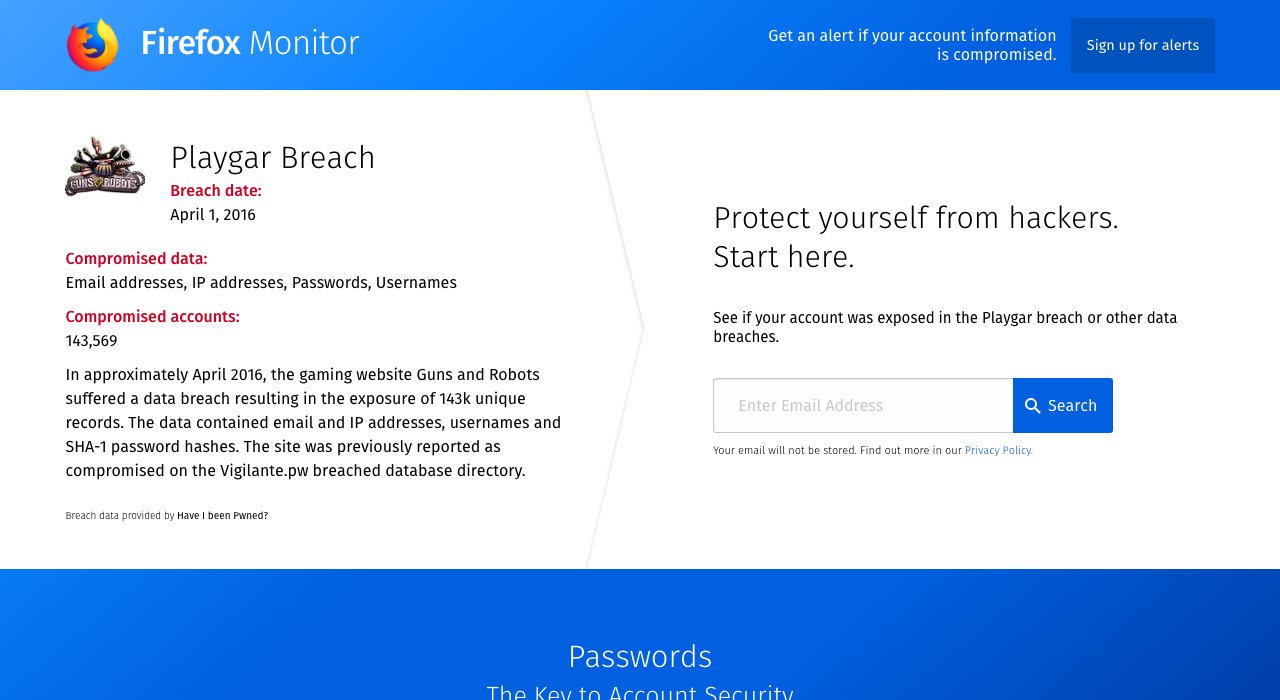 Firefox Monitor
Get an alert if your account information
is compromised.
Sign up for alerts
GUNS AND ROBOTS
Playgar Breach
Breach date:
April 1, 2016
Compromised data:
Email addresses, IP addresses, Passwords, Usernames
Compromised accounts:
143,569
In approximately April 2016, the gaming website Guns and Robots
suffered a data breach resulting in the exposure of 143k unique
records. The data contained email and IP addresses, usernames and
SHA-1 password hashes. The site was previously reported as
compromised on the Vigilante.pw breached database directory.
Breach data provided by Have I been Pwned?
Protect yourself from hackers.
Start here.
See if your account was exposed in the Playgar breach or other data
breaches.
Enter Email Address
Search
Your email will not be stored. Find out more in our Privacy Policy.
Passwords
The Key to Account Security